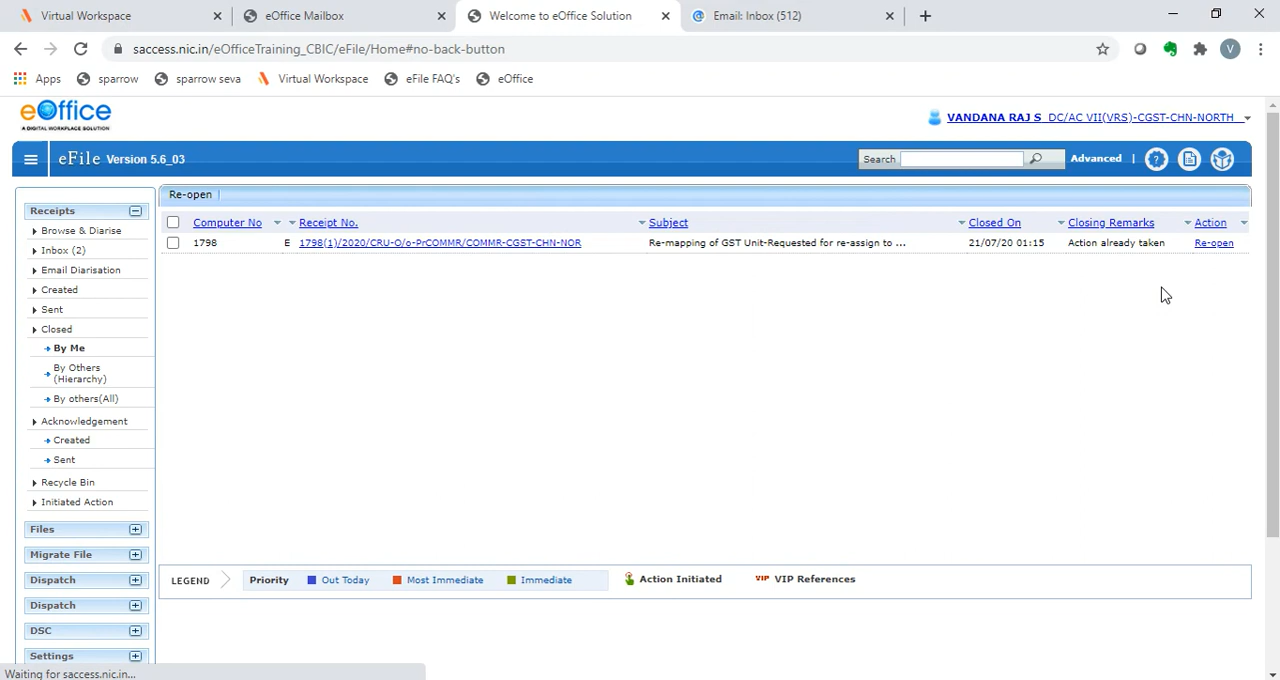 Virtual Workspace
eOffice Mailbox
Welcome to eOffice Solution
Email: Inbox (512)
saccess.nic.in/eOfficeTraining_CBIC/eFile/Home#no-back-button
V
Apps
sparrow
sparrow seva
Virtual Workspace
eFile FAQ's
eOffice
eOffice
A DIGITAL WORKPLACE SOLUTION
VANDANA RAJ S DC/AC VII(VRS)-CGST-CHN-NORTH
eFile Version 5.6_03
Search
Advanced
Receipts
Browse & Diarise
Inbox (2)
Email Diarisation
Created
Sent
Closed
By Me
By Others
(Hierarchy)
By others(All)
Acknowledgement
Created
Sent
Recycle Bin
Initiated Action
Files
Migrate File
Dispatch
Dispatch
DSC
Settings
Re-open
Computer No Receipt No. Subject Closed On Closing Remarks Action
1798 E 1798(1)/2020/CRU-O/o-PrCOMMR/COMMR-CGST-CHN-NOR Re-mapping of GST Unit-Requested for re-assign to ... 21/07/20 01:15 Action already taken Re-open
LEGEND Priority Out Today Most Immediate Immediate Action Initiated VIP VIP References
Waiting for saccess.nic.in...